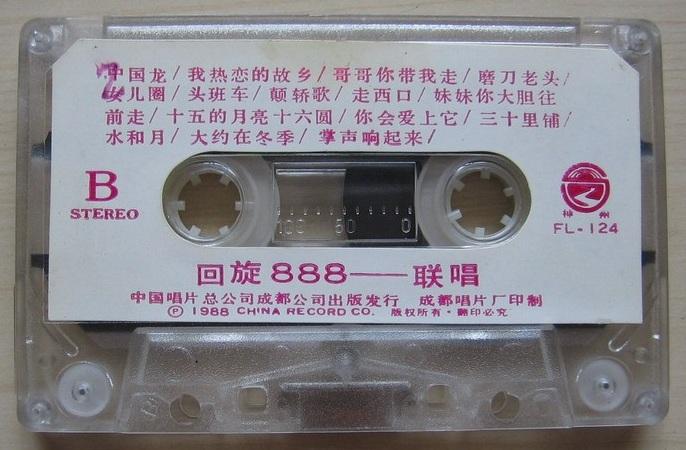 中国龙/我热恋的故乡/哥哥你带我走/磨刀老头/
女儿圈/头班车/颠轿歌/走西口/妹妹你大胆往
前走/十五的月亮十六圆/你会爱上它/三十里铺/
水和月/大约在冬季/掌声响起来/
B
STEREO
神州
FL-124
100 50 0
回旋888——联唱
中国唱片总公司成都公司出版发行 成都唱片厂印制
Ⓟ 1988 CHINA RECORD CO. 版权所有·翻印必究